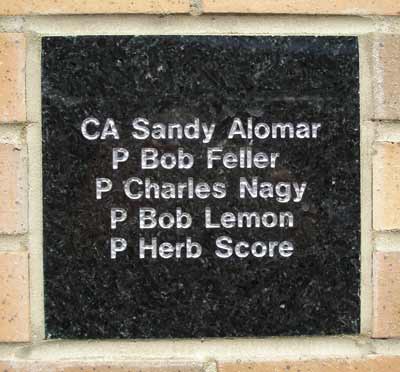 CA Sandy Alomar
P Bob Feller
P Charles Nagy
P Bob Lemon
P Herb Score